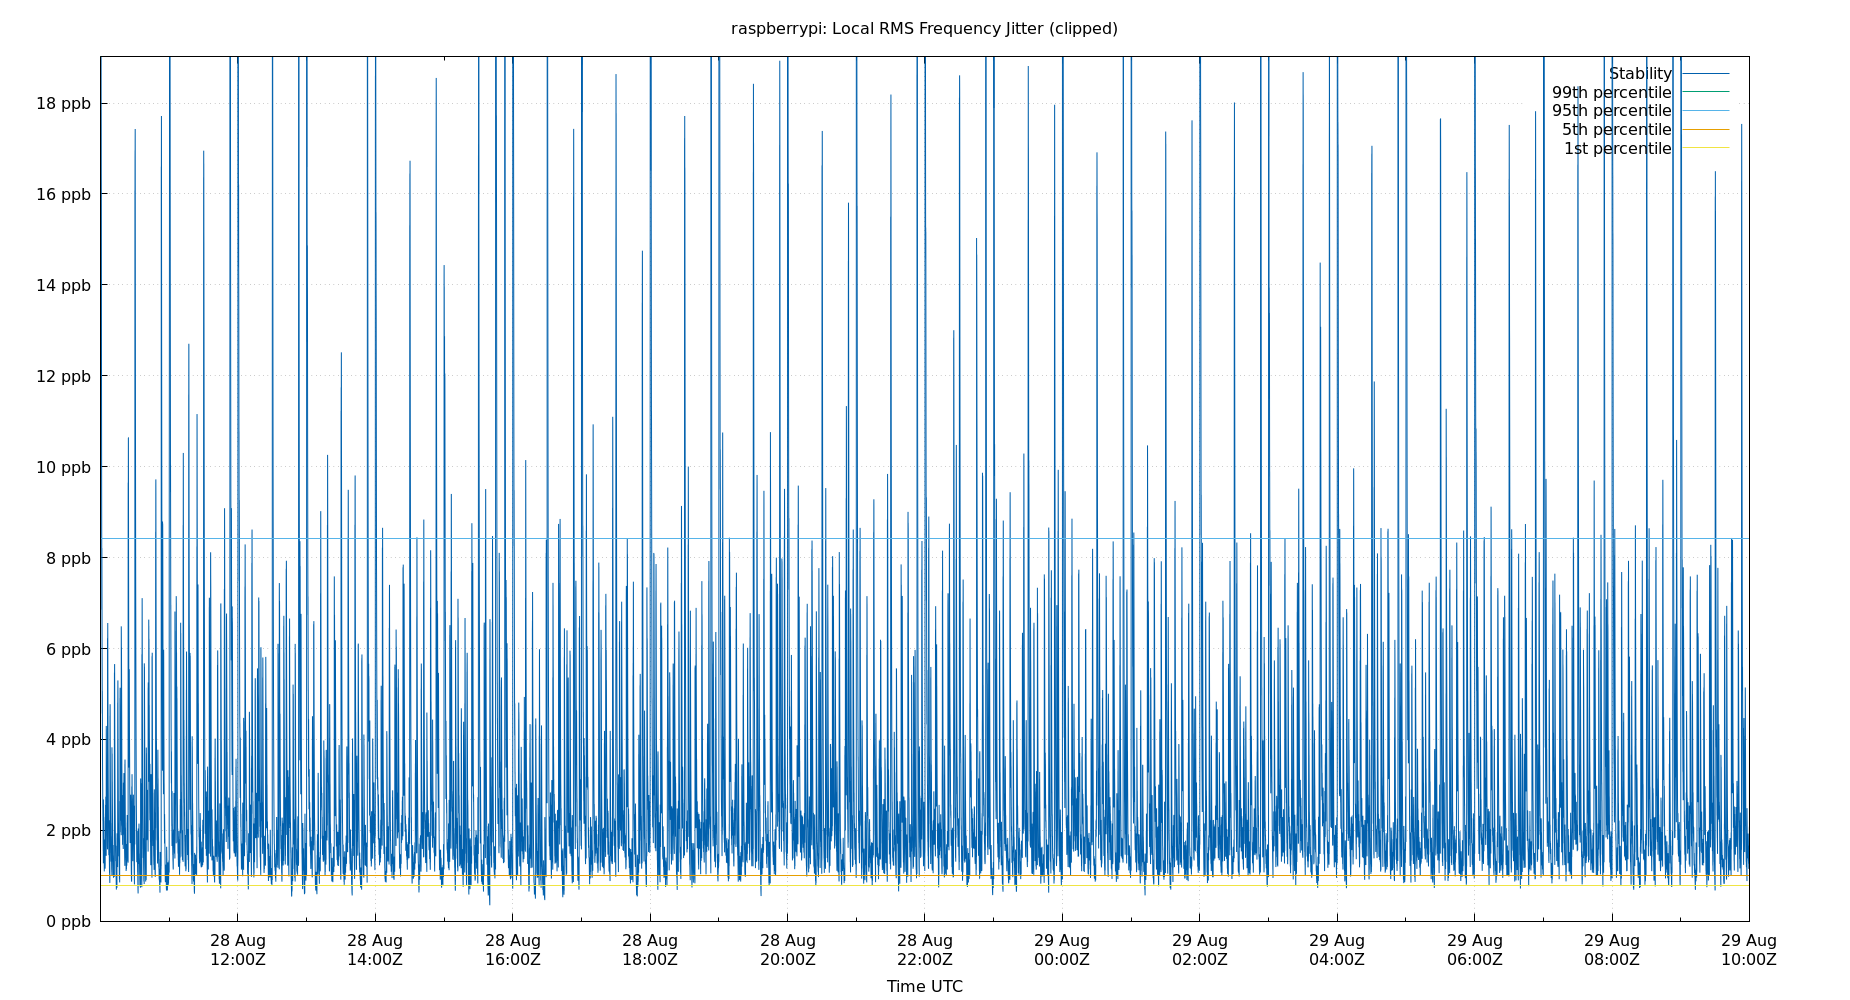 raspberrypi: Local RMS Frequency Jitter (clipped)
Stability
99th percentile
95th percentile
5th percentile
1st percentile
18 ppb
16 ppb
14 ppb
12 ppb
10 ppb
8 ppb
6 ppb
4 ppb
2 ppb
0 ppb
28 Aug 28 Aug 28 Aug 28 Aug 28 Aug 28 Aug 29 Aug 29 Aug 29 Aug 29 Aug 29 Aug 29 Aug
12:00Z 14:00Z 16:00Z 18:00Z 20:00Z 22:00Z 00:00Z 02:00Z 04:00Z 06:00Z 08:00Z 10:00Z
Time UTC